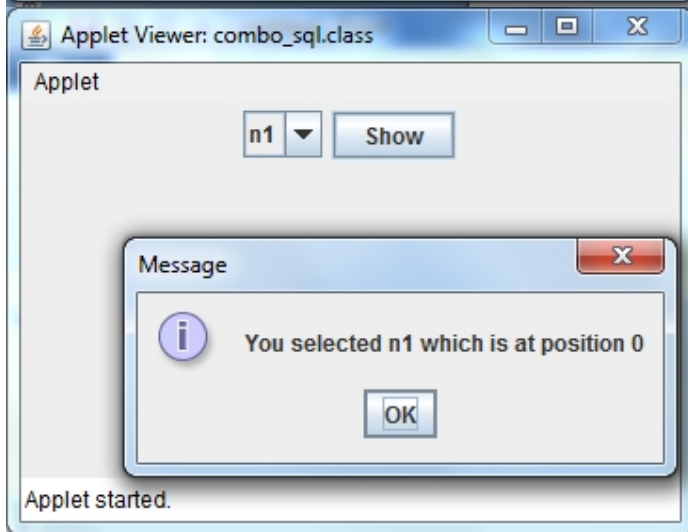 Applet Viewer: combo_sql.class
Applet
n1 Show
Message
You selected n1 which is at position 0
OK
Applet started.